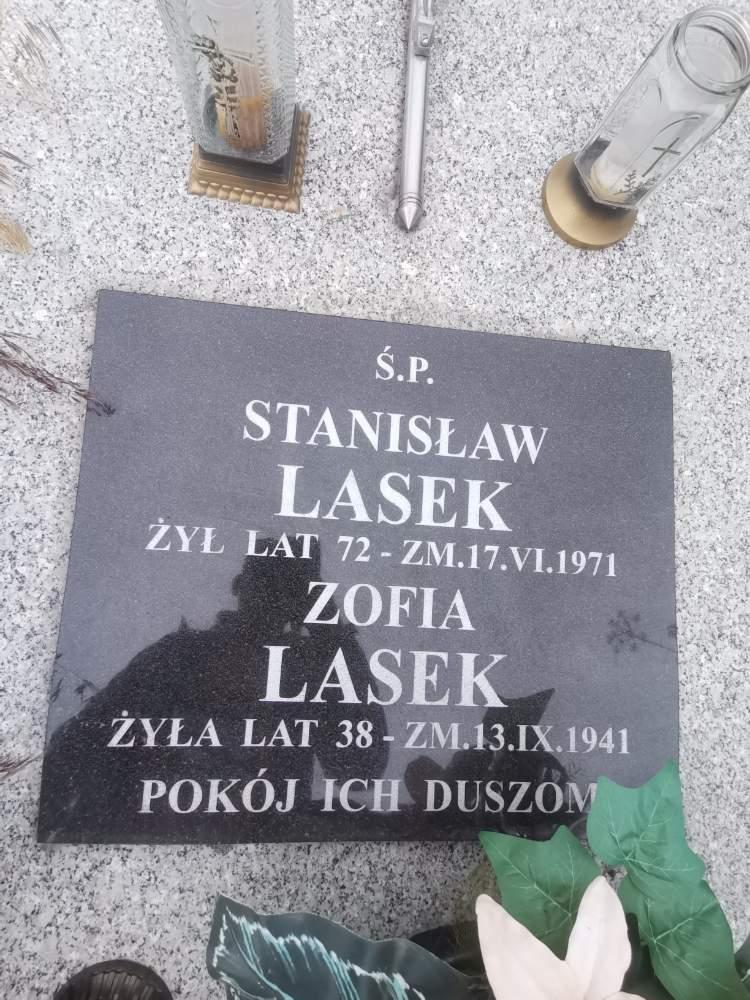 Ś.P.
STANISŁAW
LASEK
ŻYŁ LAT 72 - ZM.17.VI.1971
ZOFIA
LASEK
ŻYŁA LAT 38 - ZM.13.IX.1941
POKÓJ ICH DUSZOM